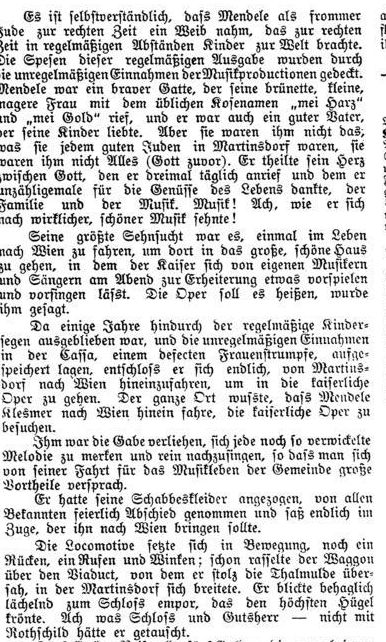 Es ist selbstverständlich, dass Mendele als frommer
Jude zur rechten Zeit ein Weib nahm, das zur rechten
Zeit in regelmäßigen Abständen Kinder zur Welt brachte.
Die Spesen dieser regelmäßigen Ausgabe wurden durch
die unregelmäßigen Einnahmen der Musikproductionen gedeckt.
Mendele war ein braver Gatte, der seine brünette, kleine,
magere Frau mit dem üblichen Kosenamen „mei Harz"
und „mei Gold" rief, und er war auch ein guter Vater,
der seine Kinder liebte. Aber sie waren ihm nicht das,
was sie jedem guten Juden in Martinsdorf waren, sie
waren ihm nicht Alles (Gott zuvor). Er theilte sein Herz
zwischen Gott, den er dreimal täglich anrief und dem er
unzähligemale für die Genüsse des Lebens dankte, der
Familie und der Musik. Musik! Ach, wie er sich
nach wirklicher, schöner Musik sehnte!
Seine größte Sehnsucht war es, einmal im Leben
nach Wien zu fahren, um dort in das große, schöne Haus
zu gehen, in dem der Kaiser sich von eigenen Musikern
und Sängern am Abend zur Erheiterung etwas vorspielen
und vorsingen lässt. Die Oper soll es heißen, wurde
ihm gesagt.
Da einige Jahre hindurch der regelmäßige Kinder-
segen ausgeblieben war, und die unregelmäßigen Einnahmen
in der Cassa, einem defecten Frauenstrumpfe, aufge-
speichert lagen, entschloss er sich endlich, von Martins-
dorf nach Wien hineinzufahren, um in die kaiserliche
Oper zu gehen. Der ganze Ort wusste, dass Mendele
Klesmer nach Wien hinein fahre, die kaiserliche Oper zu
besuchen.
Ihm war die Gabe verliehen, sich jede noch so verwickelte
Melodie zu merken und rein nachzusingen, so dass man sich
von seiner Fahrt für das Musikleben der Gemeinde große
Vortheile versprach.
Er hatte seine Schabbeskleider angezogen, von allen
Bekannten feierlich Abschied genommen und saß endlich im
Zuge, der ihn nach Wien bringen sollte.
Die Locomotive setzte sich in Bewegung, noch ein
Rücken, ein Rufen und Winken; schon rasselte der Waggon
über den Viaduct, von dem er stolz die Thalmulde über-
sah, in der Martinsdorf sich breitete. Er blickte behaglich
lächelnd zum Schloss empor, das den höchsten Hügel
krönte. Ach was Schloss und Gutsherr — nicht mit
Rothschild hätte er getauscht.